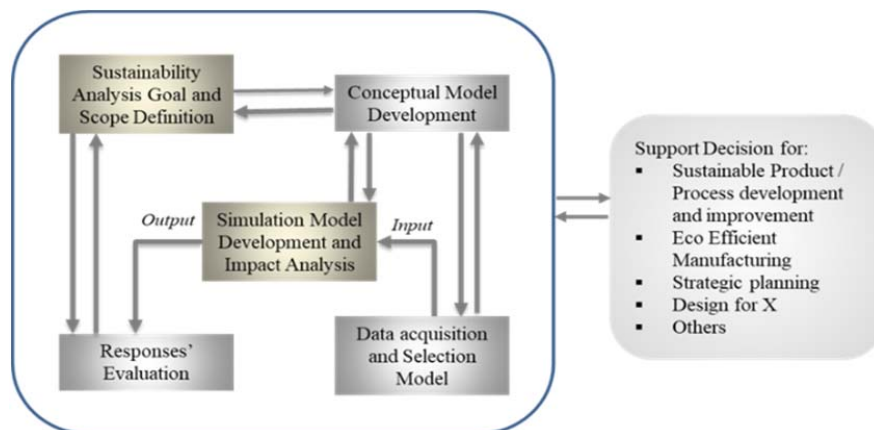 Sustainability
Analysis Goal and
Scope Definition
Conceptual Model
Development
Output
Simulation Model
Development and
Impact Analysis
Input
Responses’
Evaluation
Data acquisition
and Selection
Model
Support Decision for:
▪ Sustainable Product /
Process development
and improvement
▪ Eco Efficient
Manufacturing
▪ Strategic planning
▪ Design for X
▪ Others